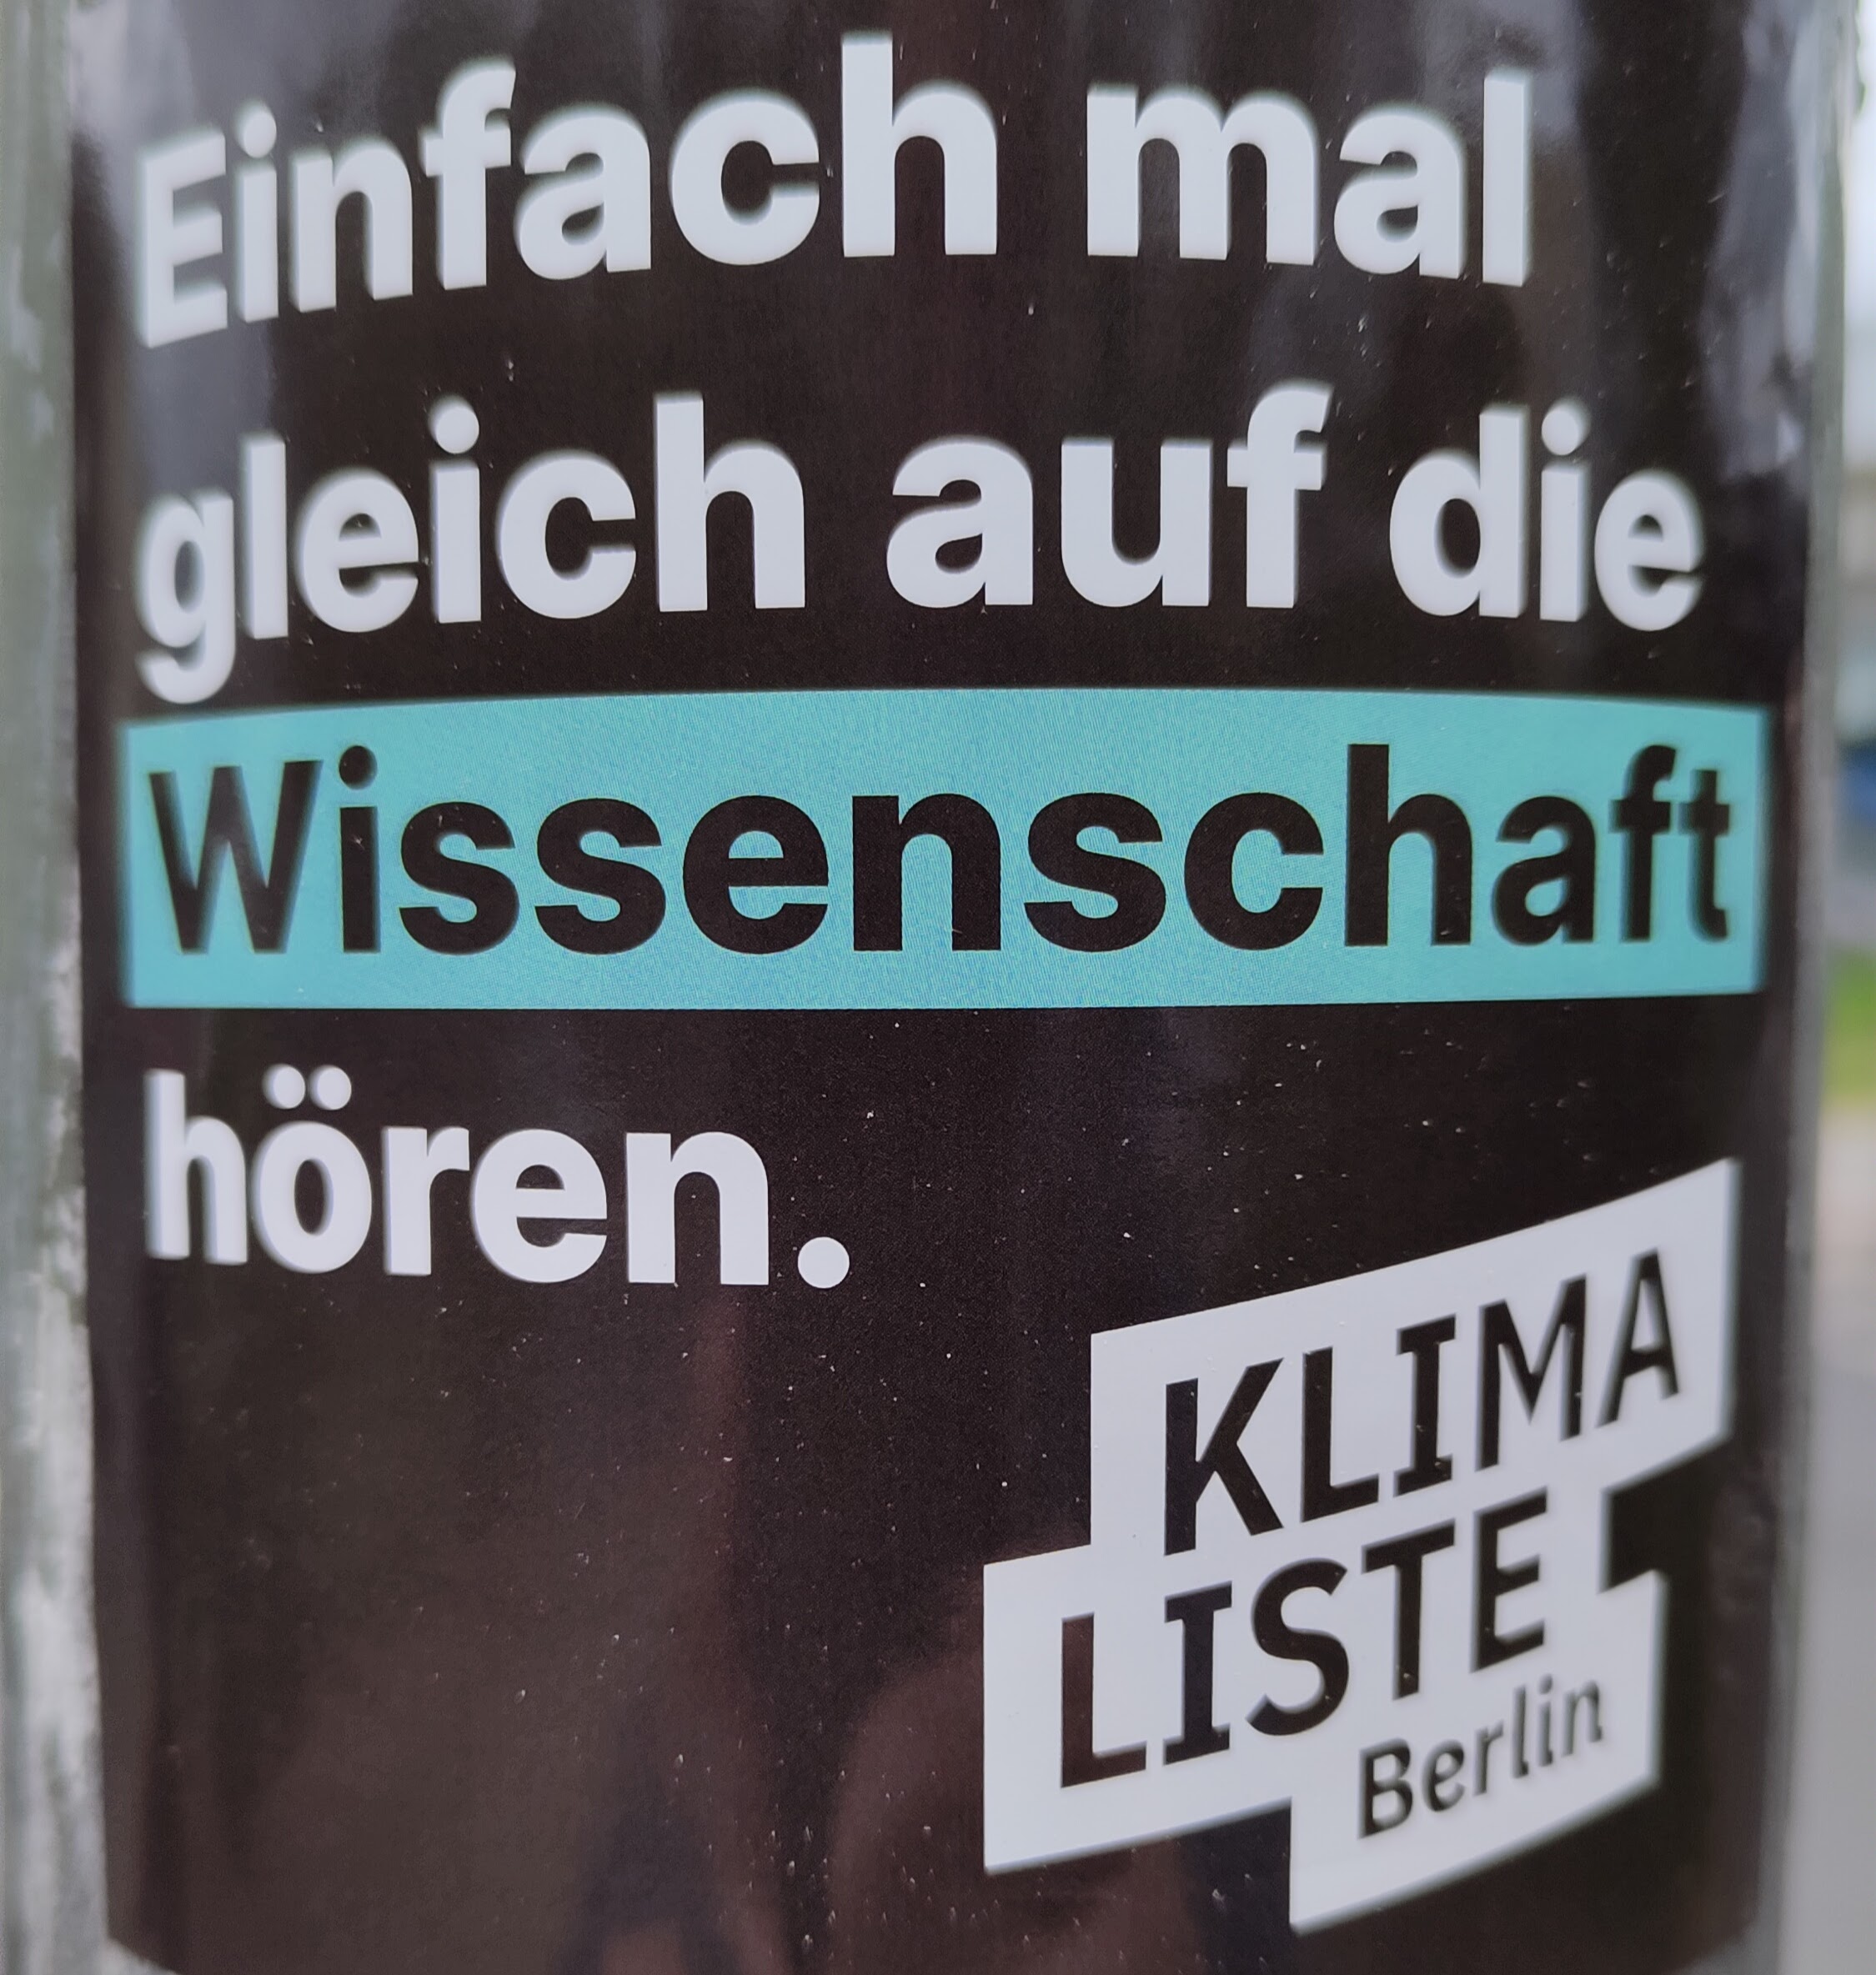 Einfach mal
gleich auf die
Wissenschaft
hören.
KLIMA
LISTE
Berlin